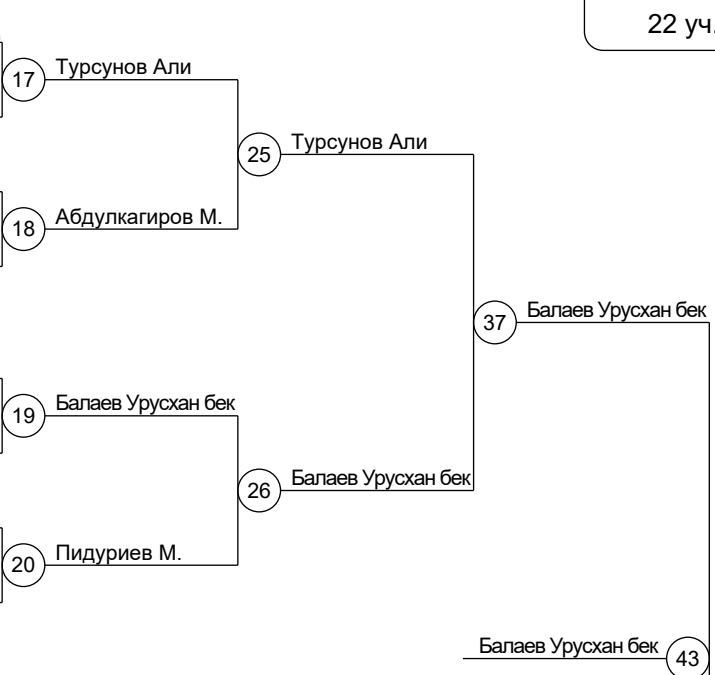 22 уч.
17 Турсунов Али
25 Турсунов Али
18 Абдулкагиров М.
37 Балаев Урусхан бек
19 Балаев Урусхан бек
26 Балаев Урусхан бек
20 Пидуриев М.
Балаев Урусхан бек 43